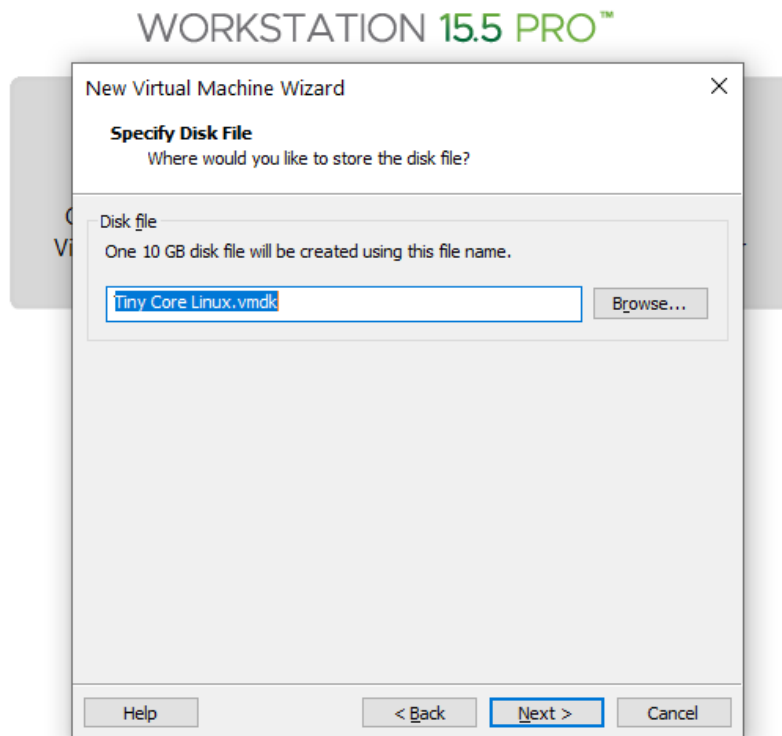 WORKSTATION 15.5 PRO™
New Virtual Machine Wizard
Specify Disk File
Where would you like to store the disk file?
Disk file
One 10 GB disk file will be created using this file name.
Tiny Core Linux.vmdk
Browse...
Help
< Back
Next >
Cancel